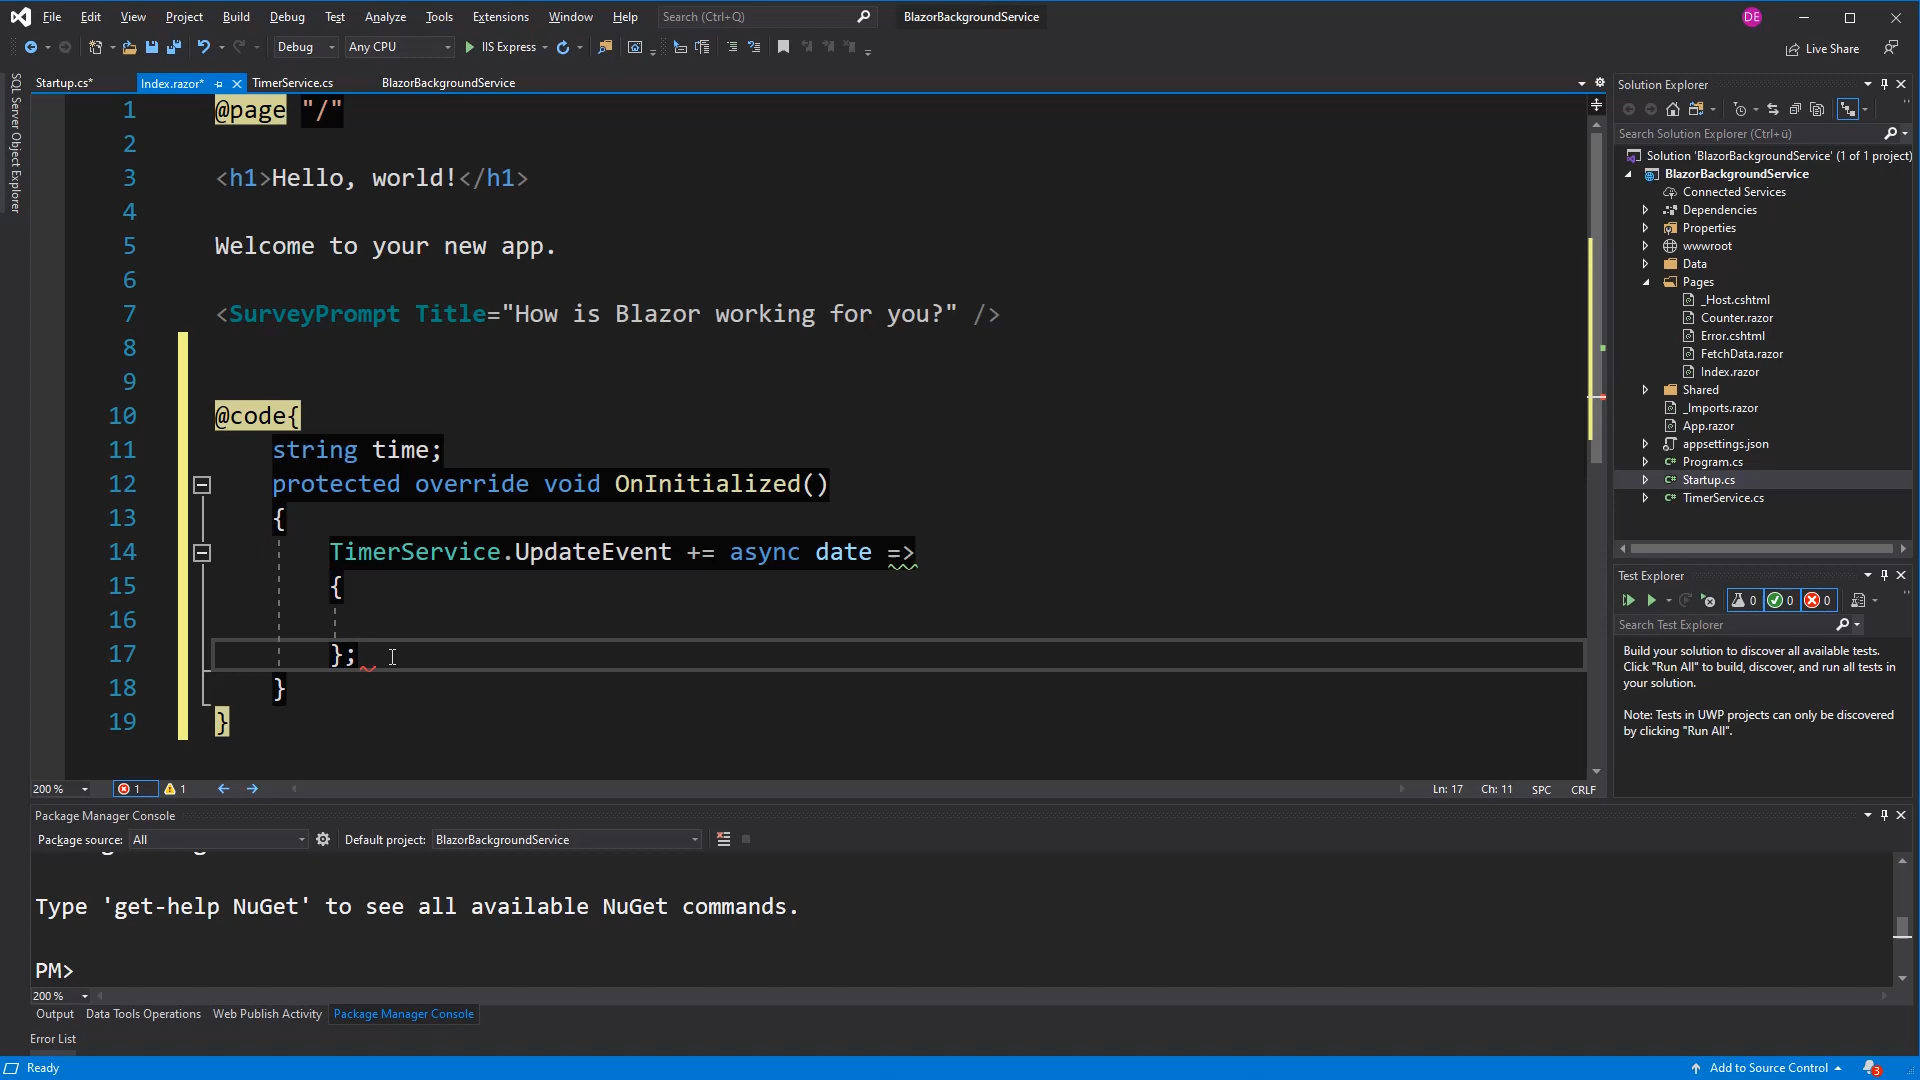 File Edit View Project Build Debug Test Analyze Tools Extensions Window Help Search (Ctrl+Q) BlazorBackgroundService DE
Debug Any CPU IIS Express Live Share
Startup.cs* Index.razor* TimerService.cs BlazorBackgroundService
SQL Server Object Explorer
1 @page "/"
2
3 <h1>Hello, world!</h1>
4
5 Welcome to your new app.
6
7 <SurveyPrompt Title="How is Blazor working for you?" />
8
9
10 @code{
11 string time;
12 protected override void OnInitialized()
13 {
14 TimerService.UpdateEvent += async date =>
15 {
16
17 };
18 }
19 }
200 % 1 1 Ln: 17 Ch: 11 SPC CRLF
Package Manager Console
Package source: All Default project: BlazorBackgroundService
Type 'get-help NuGet' to see all available NuGet commands.
PM>
200 %
Output Data Tools Operations Web Publish Activity Package Manager Console
Error List
Ready Add to Source Control 3
Solution Explorer
Search Solution Explorer (Ctrl+ü)
Solution 'BlazorBackgroundService' (1 of 1 project)
BlazorBackgroundService
Connected Services
Dependencies
Properties
wwwroot
Data
Pages
_Host.cshtml
Counter.razor
Error.cshtml
FetchData.razor
Index.razor
Shared
_Imports.razor
App.razor
appsettings.json
Program.cs
Startup.cs
TimerService.cs
Test Explorer
0 0 0
Search Test Explorer
Build your solution to discover all available tests.
Click "Run All" to build, discover, and run all tests in
your solution.
Note: Tests in UWP projects can only be discovered
by clicking "Run All".